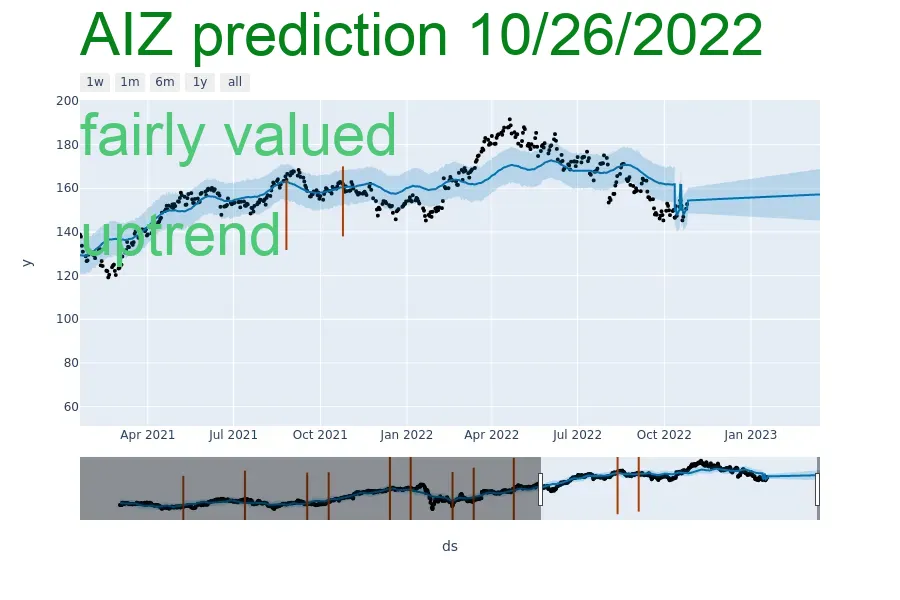 AIZ prediction 10/26/2022
1w 1m 6m 1y all
fairly valued
uptrend
200
180
160
140
120
100
80
60
y
Apr 2021 Jul 2021 Oct 2021 Jan 2022 Apr 2022 Jul 2022 Oct 2022 Jan 2023
ds